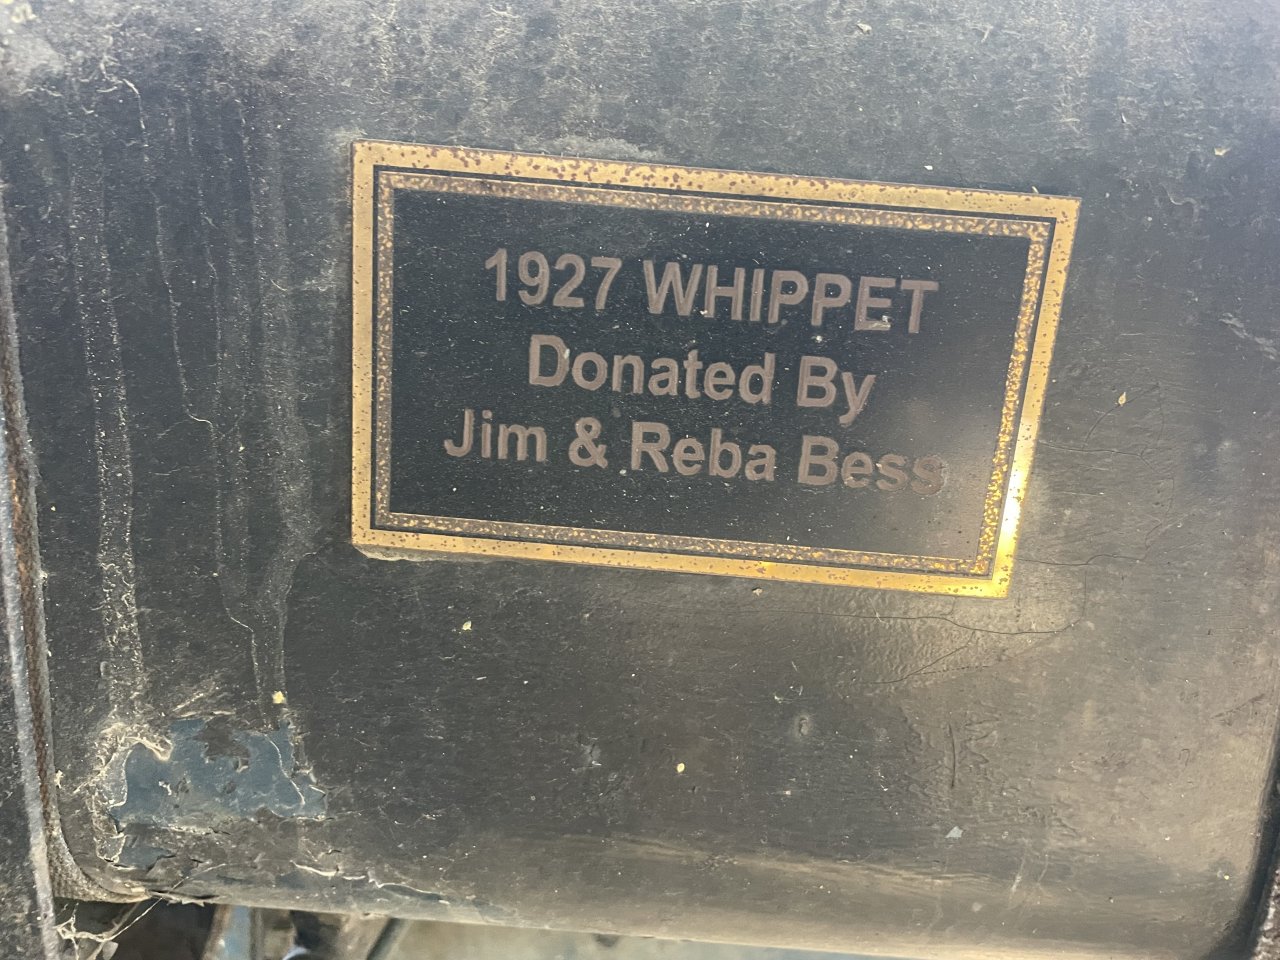 1927 WHIPPET
Donated By
Jim & Reba Bess